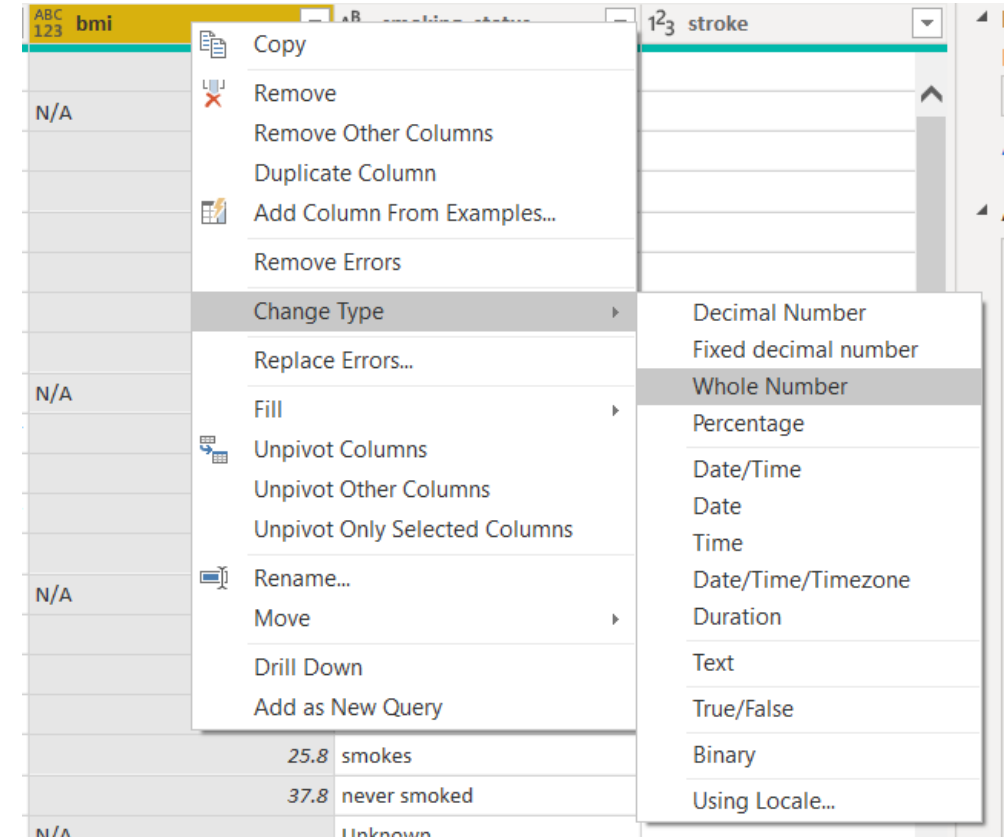 ABC
123 bmi
smoking_status
1²3 stroke
N/A
N/A
N/A
25.8 smokes
37.8 never smoked
N/A Unknown
Copy
Remove
Remove Other Columns
Duplicate Column
Add Column From Examples...
Remove Errors
Change Type
Replace Errors...
Fill
Unpivot Columns
Unpivot Other Columns
Unpivot Only Selected Columns
Rename...
Move
Drill Down
Add as New Query
Decimal Number
Fixed decimal number
Whole Number
Percentage
Date/Time
Date
Time
Date/Time/Timezone
Duration
Text
True/False
Binary
Using Locale...